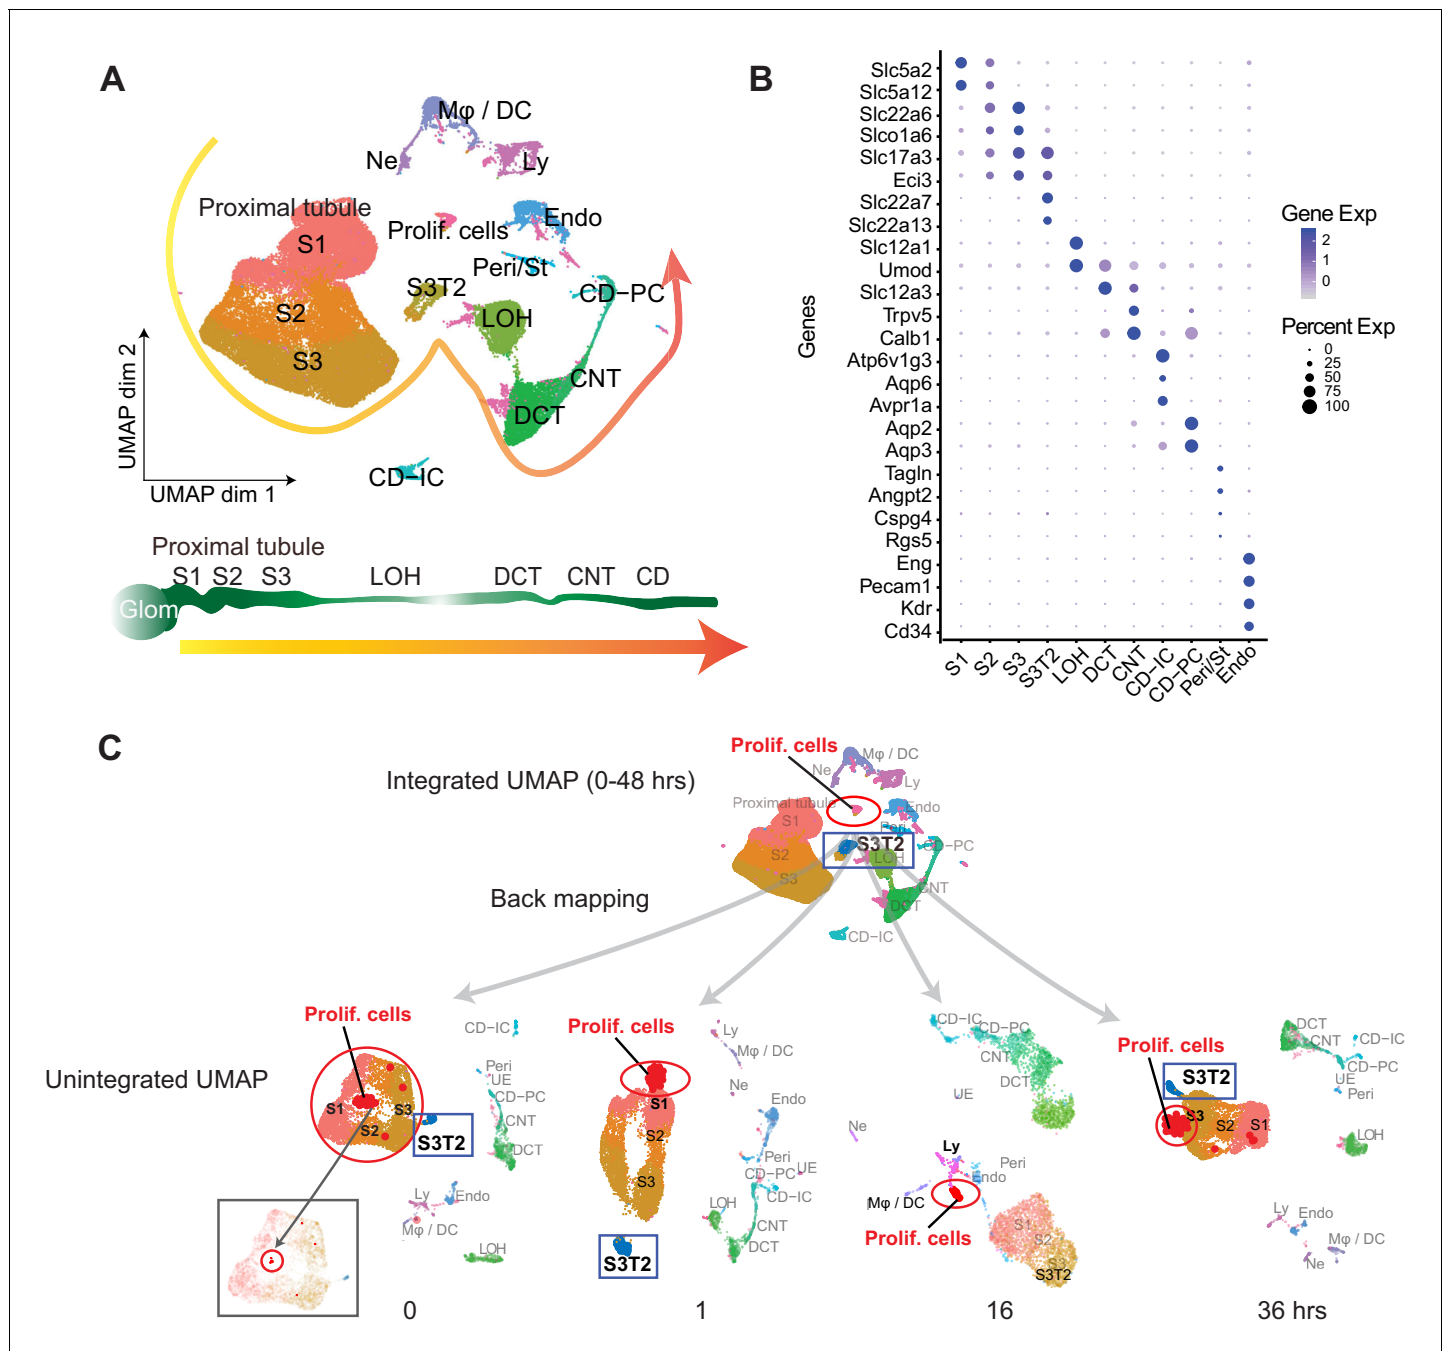 A
Mφ / DC
Ne
Ly
Proximal tubule
S1
Prolif. cells
Endo
Peri/St
S3T2
CD-PC
S2
LOH
S3
CNT
DCT
CD-IC
UMAP dim 2
UMAP dim 1
Proximal tubule
S1 S2 S3 LOH DCT CNT CD
Glom
B
Genes
Slc5a2
Slc5a12
Slc22a6
Slco1a6
Slc17a3
Eci3
Slc22a7
Slc22a13
Slc12a1
Umod
Slc12a3
Trpv5
Calb1
Atp6v1g3
Aqp6
Avpr1a
Aqp2
Aqp3
Tagln
Angpt2
Cspg4
Rgs5
Eng
Pecam1
Kdr
Cd34
S1 S2 S3 S3T2 LOH DCT CNT CD-IC CD-PC Peri/St Endo
Gene Exp
2
1
0
Percent Exp
0
25
50
75
100
C
Integrated UMAP (0-48 hrs)
Prolif. cells
Mφ / DC
Ne
Ly
Proximal tubule
Endo
S1
Peri
S3T2
CD-PC
S2
LOH
S3
CNT
DCT
CD-IC
Back mapping
Unintegrated UMAP
Prolif. cells
CD-IC
Peri
UE
CD-PC
S1
S3
CNT
S2
S3T2
DCT
Ly
Endo
Mφ / DC
LOH
0
Prolif. cells
Ly
Mφ / DC
Ne
S1
Endo
S2
Peri
CD-PC
UE
S3
CD-IC
LOH
CNT
S3T2
DCT
1
CD-IC
CD-PC
CNT
DCT
UE
Ne
Ly
Peri
Endo
Mφ / DC
Prolif. cells
S1
S2
S3
S3T2
16
DCT
CNT
CD-IC
Prolif. cells
CD-PC
S3T2
UE
Peri
S3
S2
S1
LOH
Ly
Endo
Mφ / DC
Ne
36 hrs